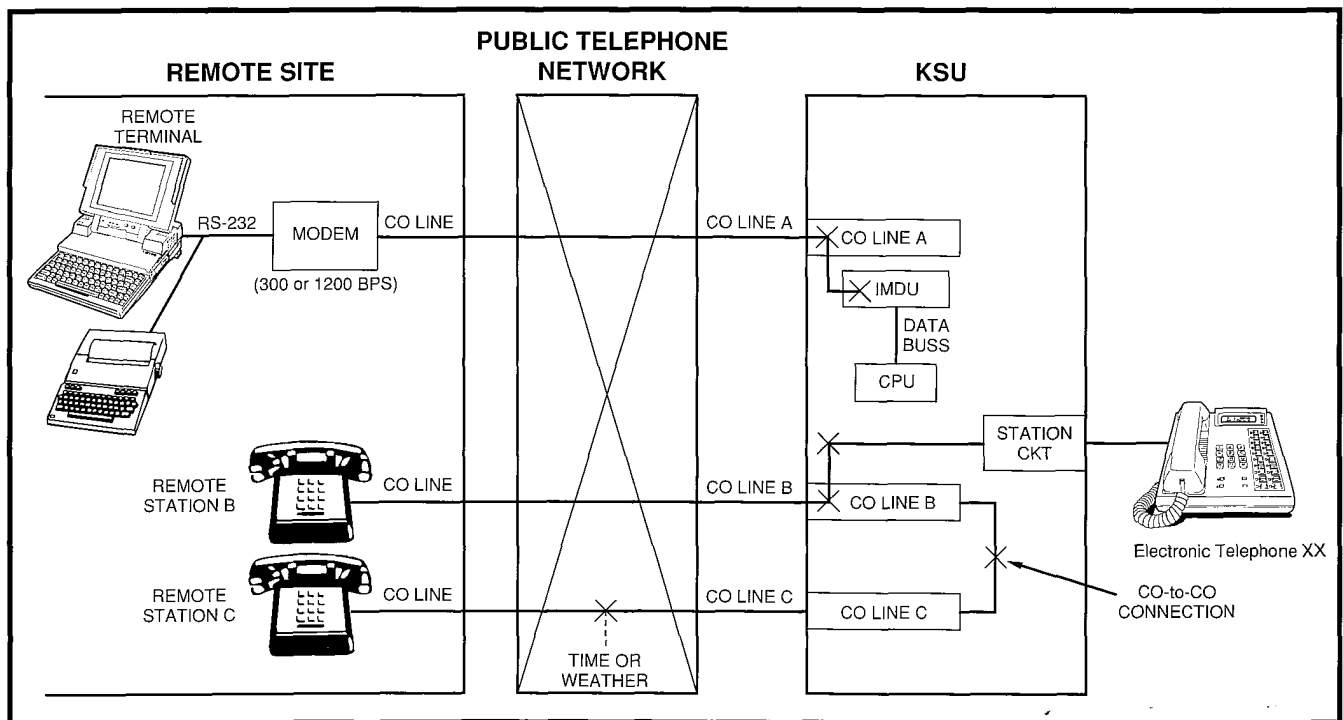 PUBLIC TELEPHONE
NETWORK
REMOTE SITE
KSU
REMOTE
TERMINAL
RS-232
MODEM
(300 or 1200 BPS)
CO LINE
CO LINE A
CO LINE A
IMDU
DATA
BUSS
CPU
STATION
CKT
REMOTE
STATION B
CO LINE
CO LINE B
CO LINE B
Electronic Telephone XX
REMOTE
STATION C
CO LINE
CO LINE C
CO LINE C
CO-to-CO
CONNECTION
TIME OR
WEATHER